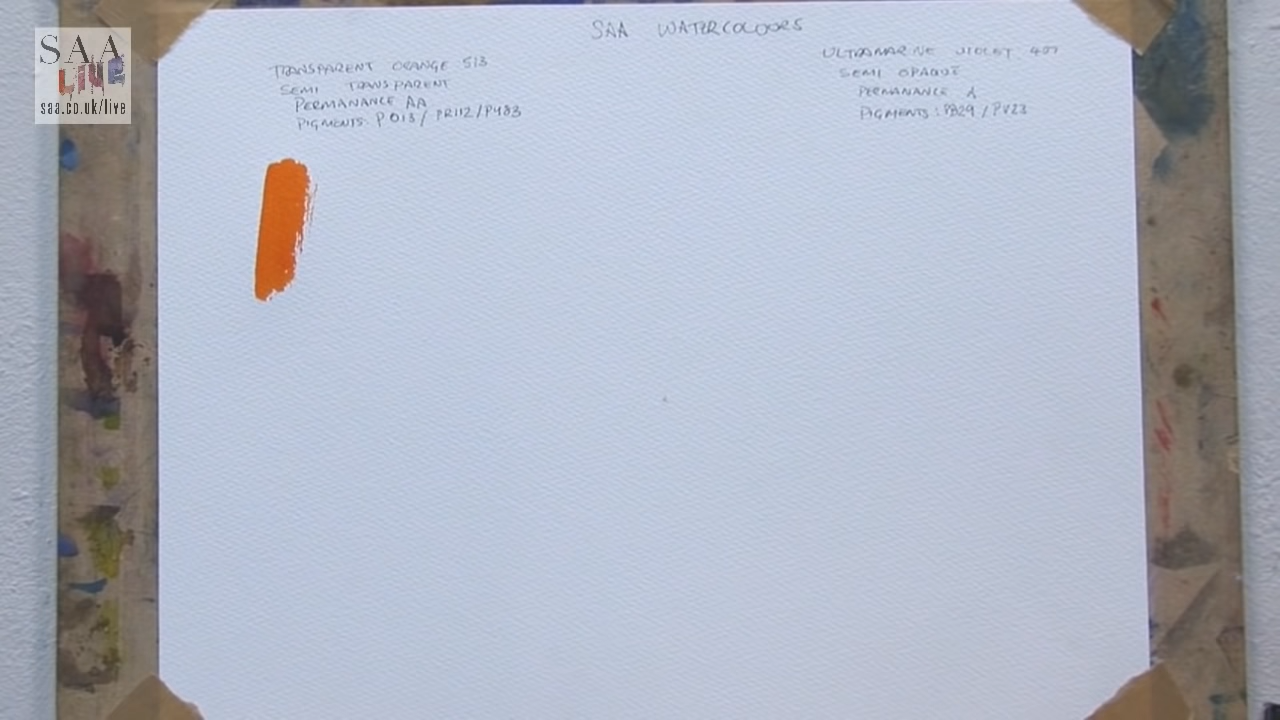 SAA
LIVE
saa.co.uk/live
SAA WATERCOLOURS
TRANSPARENT ORANGE 513
SEMI TRANSPARENT
PERMANANCE AA
PIGMENTS: PO13 / PR112 / PY83
ULTRAMARINE VIOLET 407
SEMI OPAQUE
PERMANANCE A
PIGMENTS: PB29 / PV23